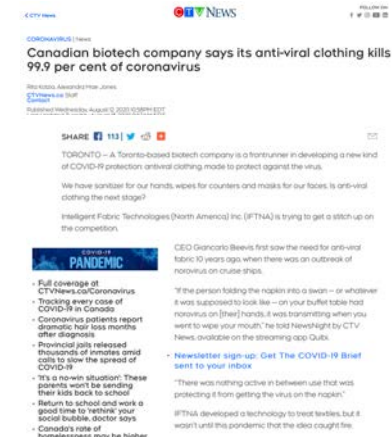 < CTV News
CTV NEWS
FOLLOW ON
CORONAVIRUS | News
Canadian biotech company says its anti-viral clothing kills
99.9 per cent of coronavirus
CTVNews.ca Staff
Contact
Published Wednesday, August 12, 2020 10:58PM EDT
SHARE 113
TORONTO -- A Toronto-based biotech company is a frontrunner in developing a new kind
of COVID-19 protection: antiviral clothing made to protect against the virus.
We have sanitizer for our hands, wipes for counters and masks for our faces. Is anti-viral
clothing the next stage?
Intelligent Fabric Technologies (North America) Inc. (IFTNA) is trying to get a stitch up on
the competition.
COVID-19
PANDEMIC
Full coverage at
CTVNews.ca/Coronavirus
Tracking every case of
COVID-19 in Canada
Coronavirus patients report
dramatic hair loss months
after diagnosis
Provincial jails released
thousands of inmates amid
calls to slow the spread of
COVID-19
'It's a no-win situation': These
parents won't be sending
their kids back to school
Return to school and work a
good time to 'rethink' your
social bubble, doctor says
Canada's rate of
homelessness may be higher
CEO Giancarlo Beevis first saw the need for anti-viral
fabric 10 years ago, when there was an outbreak of
norovirus on cruise ships.
"If the person folding the napkin into a swan – or whatever
it was supposed to look like – on your buffet table had
norovirus on [their] hands, it was transmitting when you
went to wipe your mouth," he told NewsNight by CTV
News, available on the streaming app Quibi.
Newsletter sign-up: Get The COVID-19 Brief
sent to your inbox
"There was nothing active in between use that was
protecting it from getting the virus on the napkin."
IFTNA developed a technology to treat textiles, but it
wasn't until this pandemic that the idea caught fire.